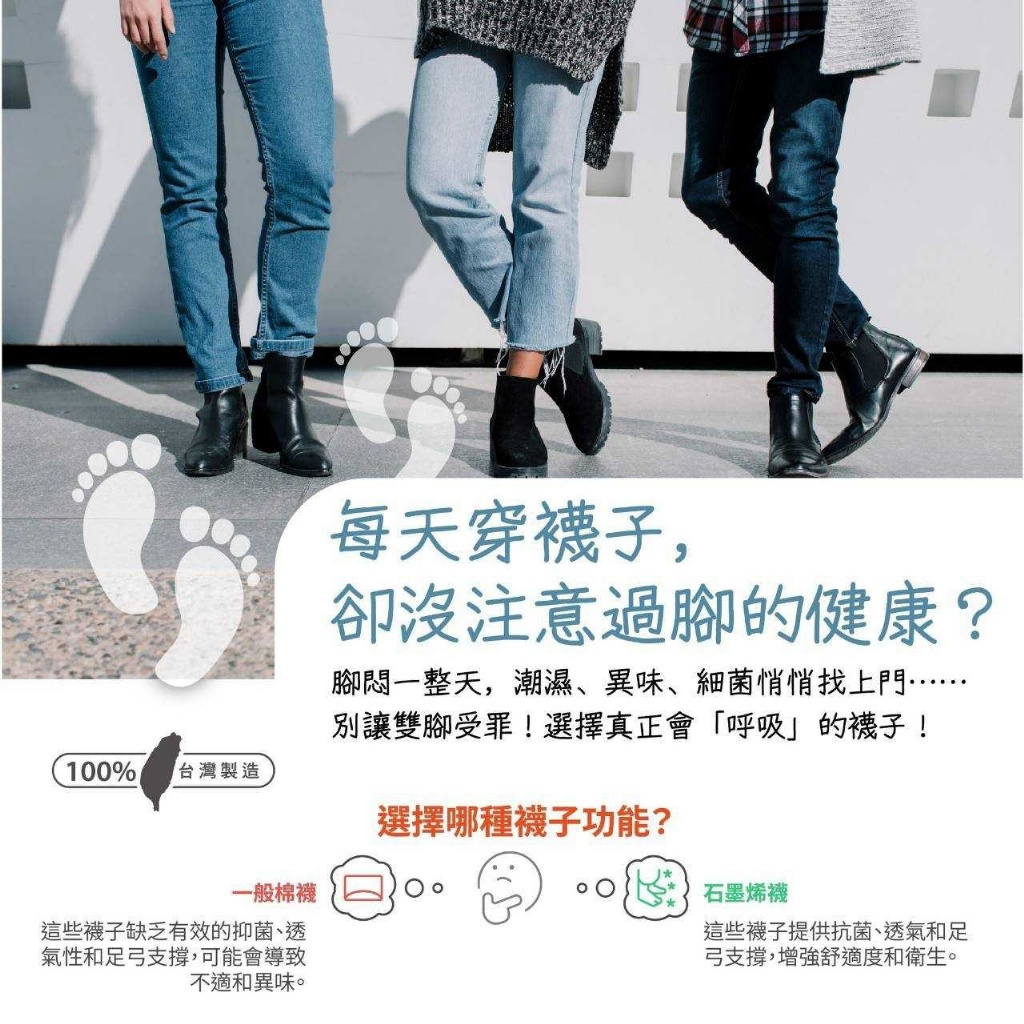 每天穿襪子,
卻沒注意過腳的健康？
腳悶一整天，潮濕、異味、細菌悄悄找上門……
別讓雙腳受罪！選擇真正會「呼吸」的襪子！
100% 台灣製造
選擇哪種襪子功能？
一般棉襪
這些襪子缺乏有效的抑菌、透
氣性和足弓支撐，可能會導致
不適和異味。
石墨烯襪
這些襪子提供抗菌、透氣和足
弓支撐，增強舒適度和衛生。